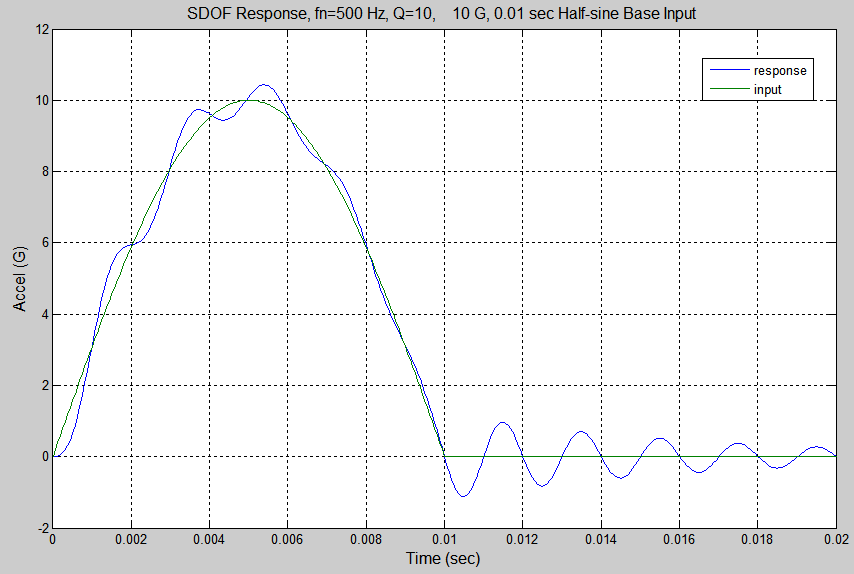 SDOF Response, fn=500 Hz, Q=10, 10 G, 0.01 sec Half-sine Base Input
12
10
8
6
4
2
0
-2
Accel (G)
response
input
0 0.002 0.004 0.006 0.008 0.01 0.012 0.014 0.016 0.018 0.02
Time (sec)